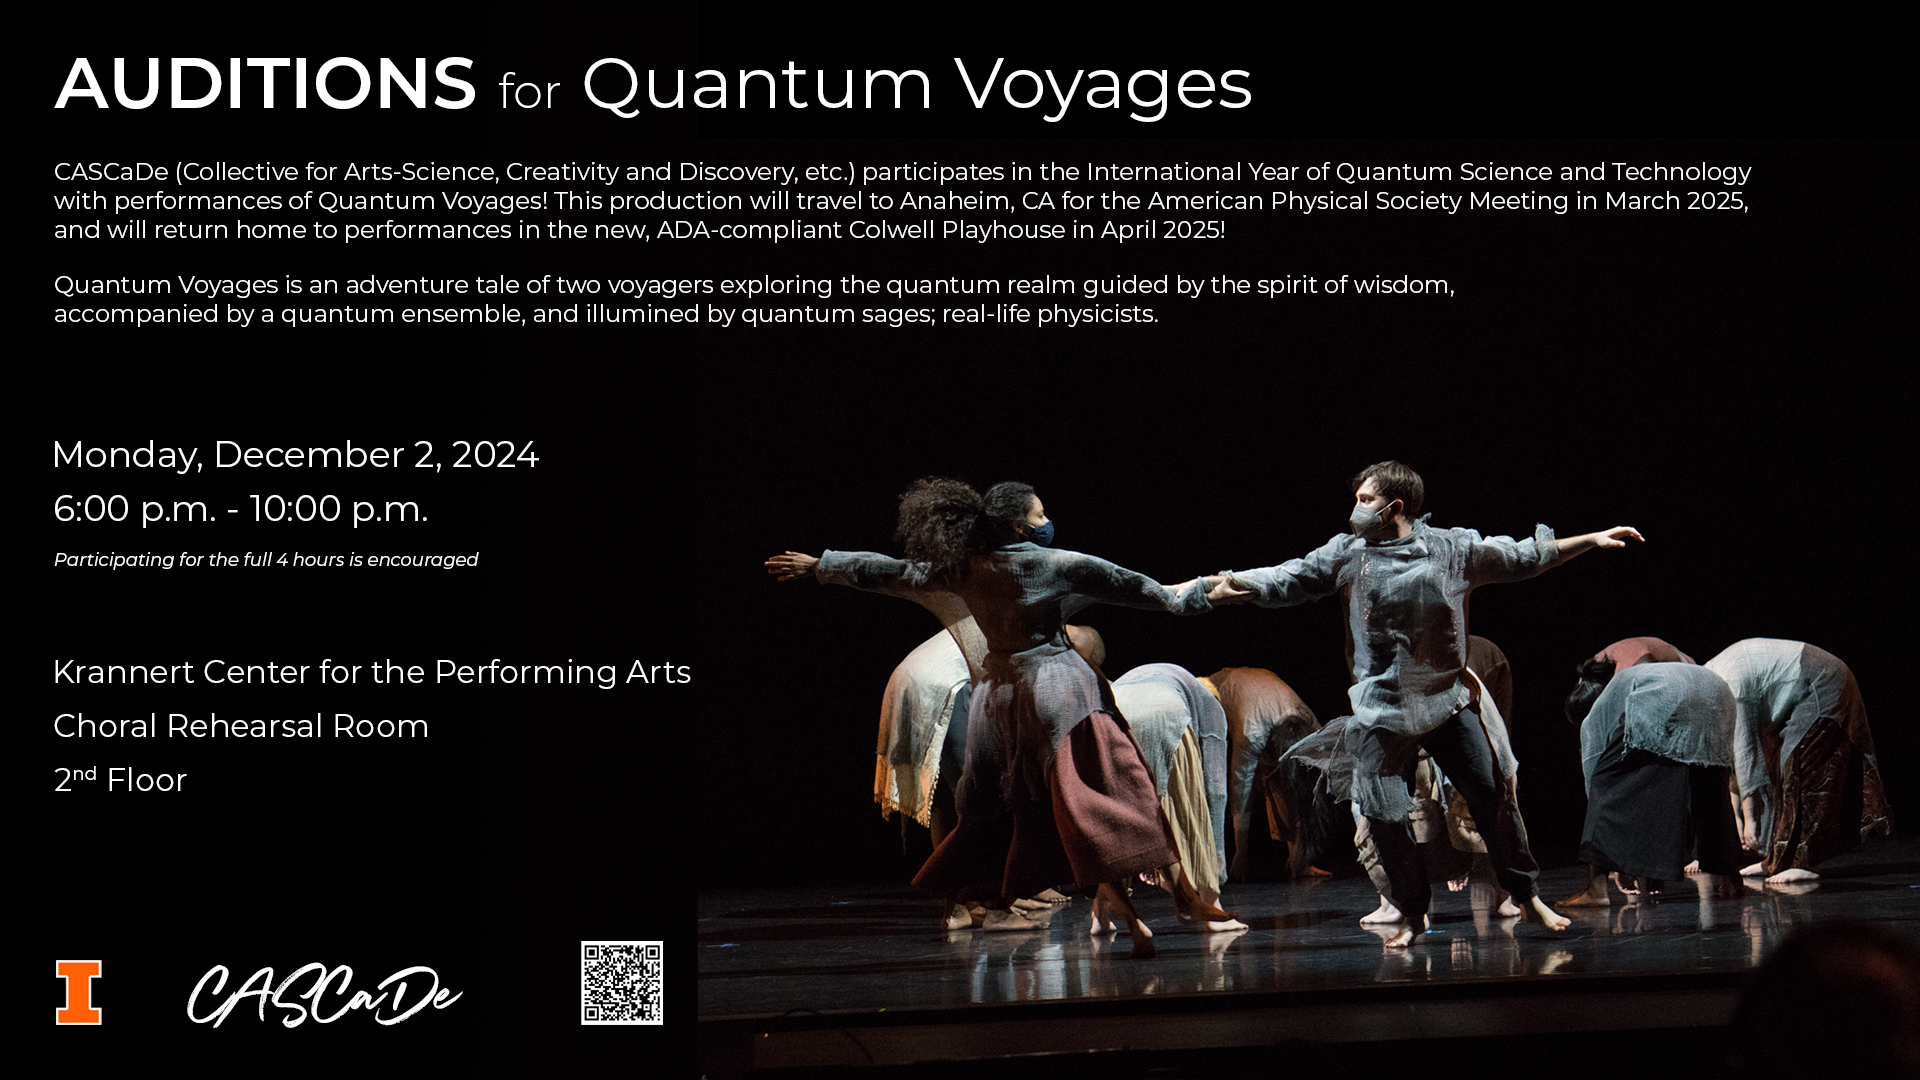 AUDITIONS for Quantum Voyages
CASCaDe (Collective for Arts-Science, Creativity and Discovery, etc.) participates in the International Year of Quantum Science and Technology
with performances of Quantum Voyages! This production will travel to Anaheim, CA for the American Physical Society Meeting in March 2025,
and will return home to performances in the new, ADA-compliant Colwell Playhouse in April 2025!
Quantum Voyages is an adventure tale of two voyagers exploring the quantum realm guided by the spirit of wisdom,
accompanied by a quantum ensemble, and illumined by quantum sages; real-life physicists.
Monday, December 2, 2024
6:00 p.m. - 10:00 p.m.
Participating for the full 4 hours is encouraged
Krannert Center for the Performing Arts
Choral Rehearsal Room
2nd Floor
I
CASCaDe